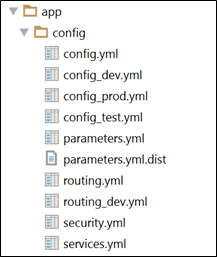 app
config
config.yml
config_dev.yml
config_prod.yml
config_test.yml
parameters.yml
parameters.yml.dist
routing.yml
routing_dev.yml
security.yml
services.yml